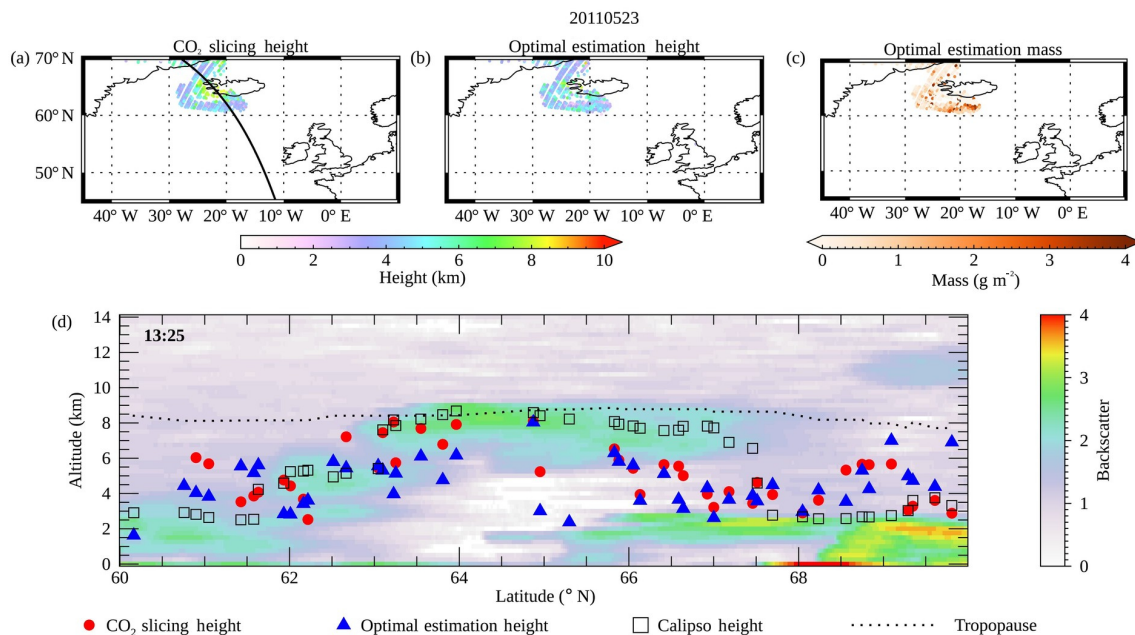 20110523
(a) CO₂ slicing height
(b) Optimal estimation height
(c) Optimal estimation mass
70° N
60° N
50° N
40° W 30° W 20° W 10° W 0° E
40° W 30° W 20° W 10° W 0° E
40° W 30° W 20° W 10° W 0° E
0 2 4 6 8 10
Height (km)
0 1 2 3 4
Mass (g m⁻²)
(d)
13:25
14
12
10
8
6
4
2
0
Altitude (km)
60 62 64 66 68
Latitude (° N)
4
3
2
1
0
Backscatter
CO₂ slicing height
Optimal estimation height
Calipso height
Tropopause